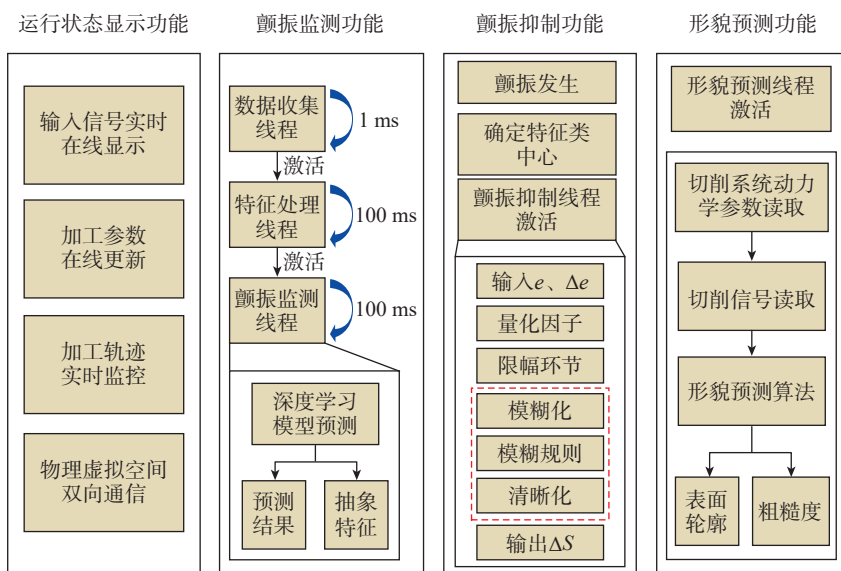 运行状态显示功能
输入信号实时
在线显示
加工参数
在线更新
加工轨迹
实时监控
物理虚拟空间
双向通信
颤振监测功能
数据收集
线程
1 ms
激活
特征处理
线程
100 ms
激活
颤振监测
线程
100 ms
深度学习
模型预测
预测
结果
抽象
特征
颤振抑制功能
颤振发生
确定特征类
中心
颤振抑制线程
激活
输入e、Δe
量化因子
限幅环节
模糊化
模糊规则
清晰化
输出ΔS
形貌预测功能
形貌预测线程
激活
切削系统动力
学参数读取
切削信号读取
形貌预测算法
表面
轮廓
粗糙度